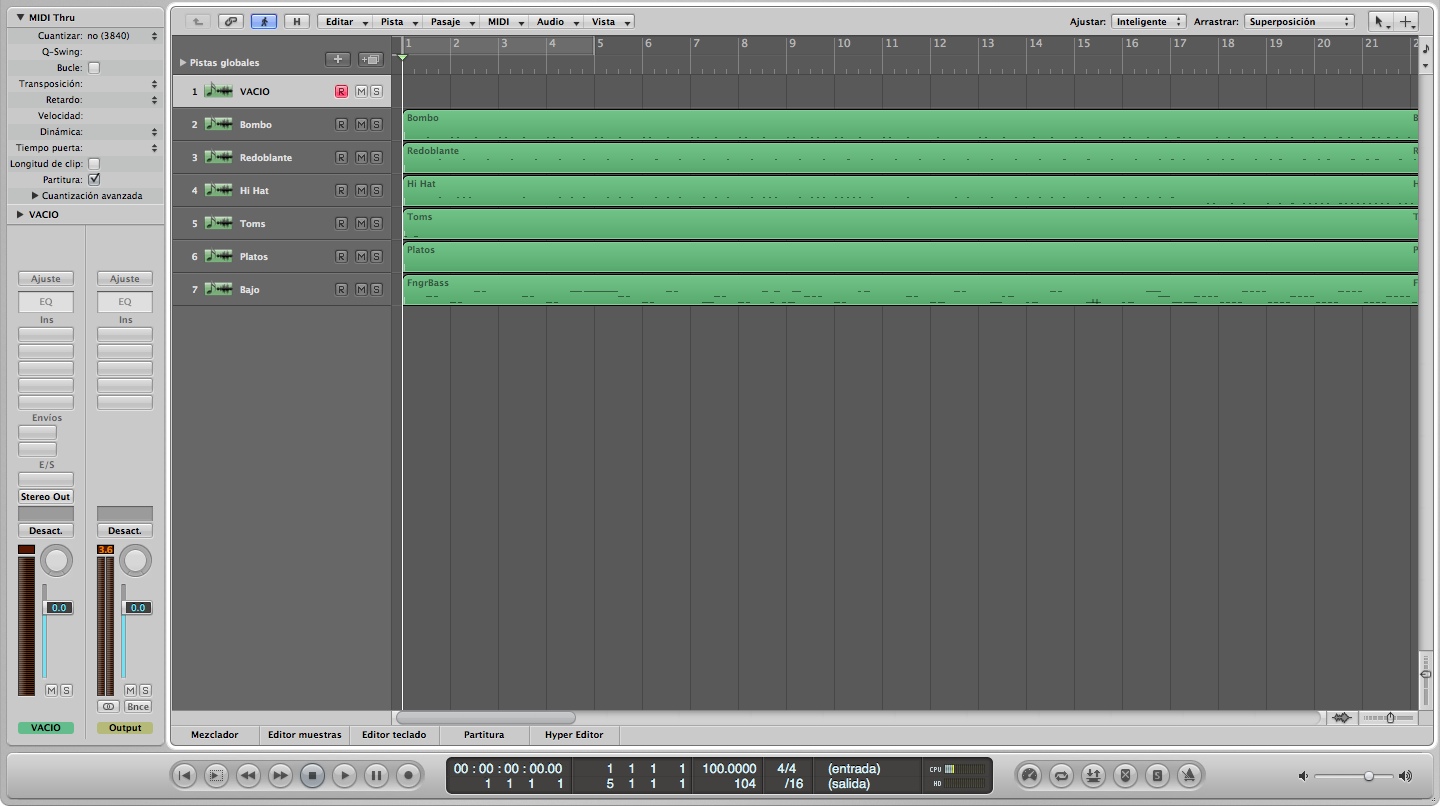 MIDI Thru
Cuantizar: no (3840)
Q-Swing:
Bucle:
Transposición:
Retardo:
Velocidad:
Dinámica:
Tiempo puerta:
Longitud de clip:
Partitura:
Cuantización avanzada
VACIO
Ajuste Ajuste
EQ EQ
Ins Ins
Envíos
E/S
Stereo Out
Desact. Desact.
3.6
0.0 0.0
M S M S
Bnce
VACIO Output
H Editar Pista Pasaje MIDI Audio Vista Ajustar: Inteligente Arrastrar: Superposición
1 2 3 4 5 6 7 8 9 10 11 12 13 14 15 16 17 18 19 20 21 2
Pistas globales
1 VACIO R M S
2 Bombo R M S Bombo B
3 Redoblante R M S Redoblante R
4 Hi Hat R M S Hi Hat H
5 Toms R M S Toms T
6 Platos R M S Platos P
7 Bajo R M S FngrBass F
Mezclador Editor muestras Editor teclado Partitura Hyper Editor
00 : 00 : 00 : 00.00 1 1 1 1 100.0000 4/4 (entrada) CPU
1 1 1 1 5 1 1 1 104 /16 (salida) HD
S